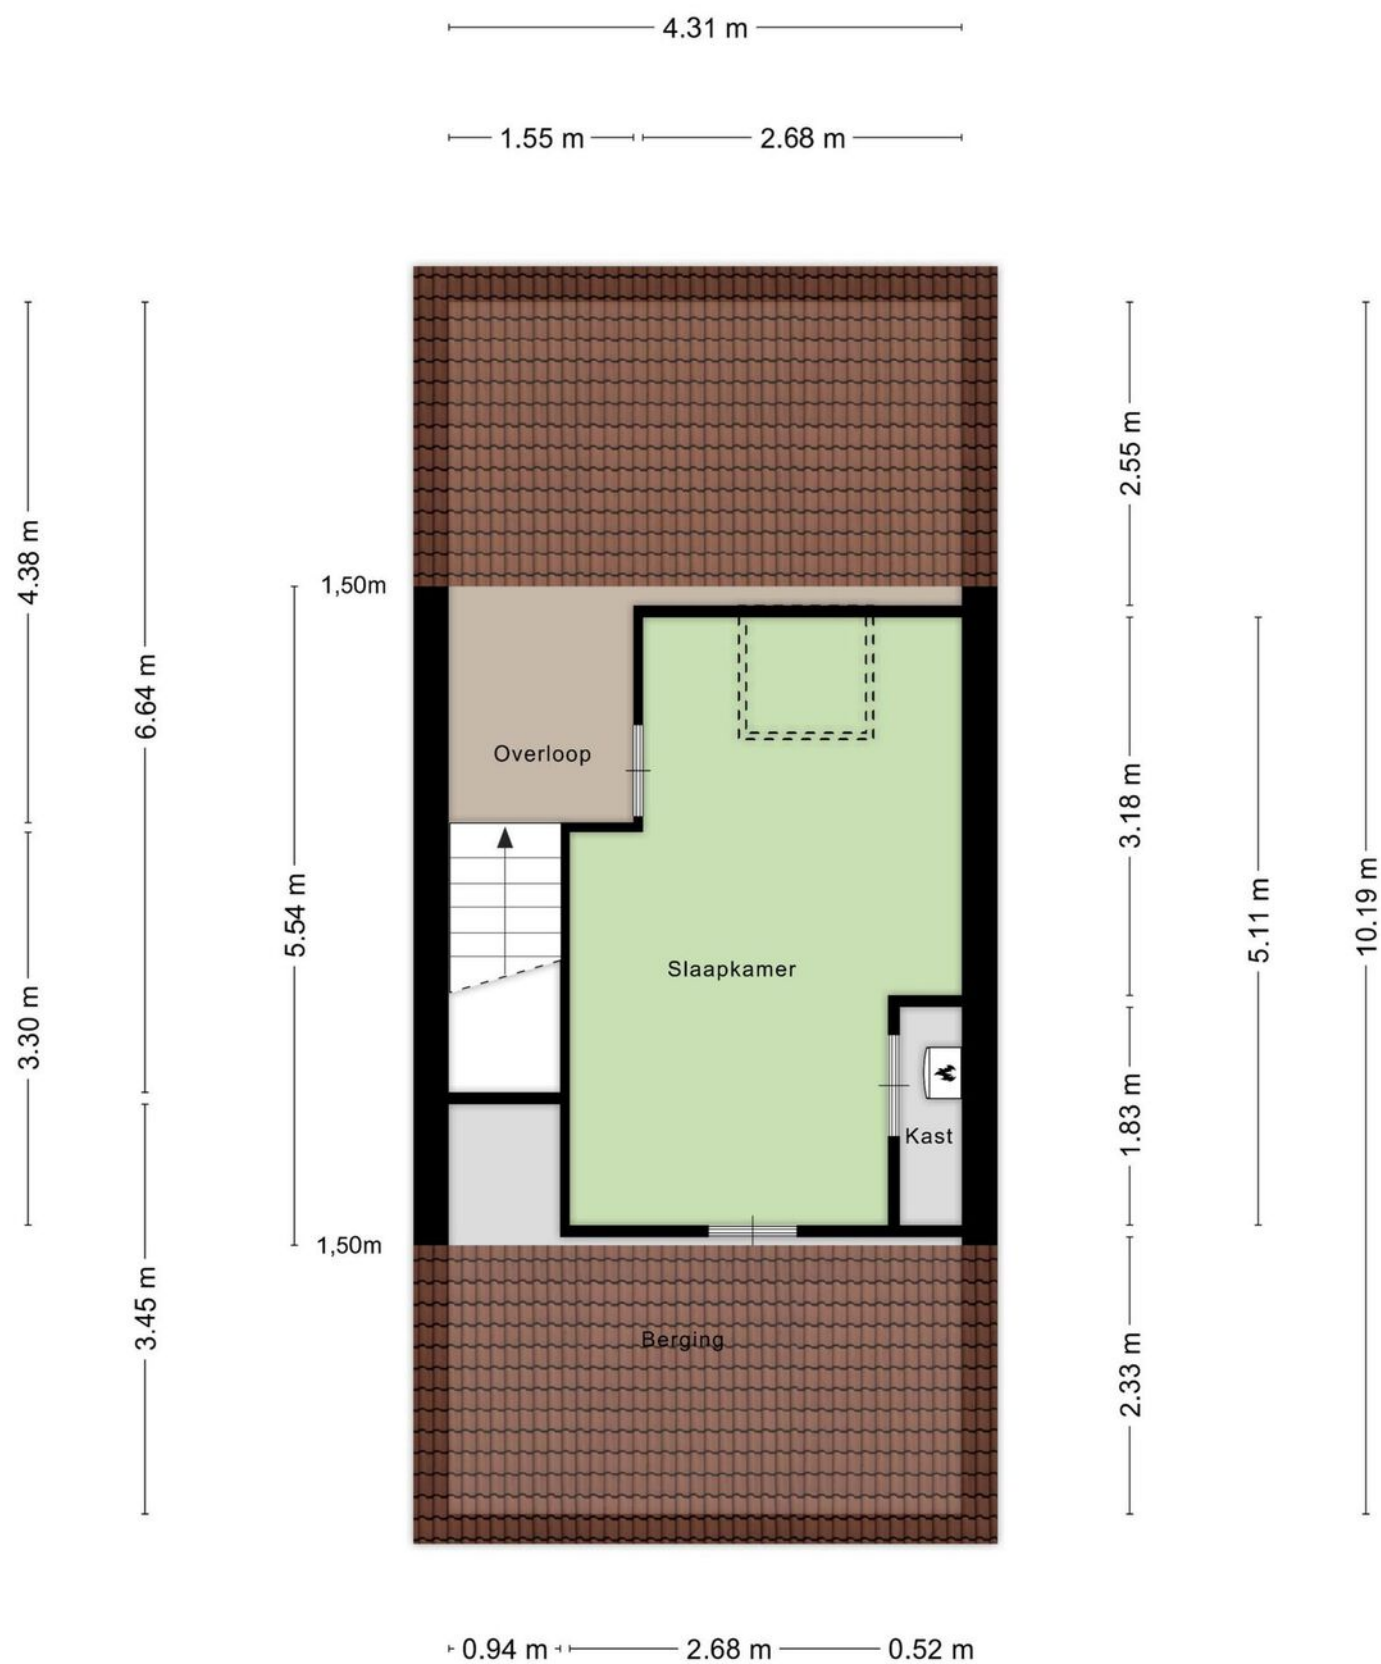 4.31 m
1.55 m
2.68 m
4.38 m
6.64 m
2.55 m
1,50m
Overloop
3.18 m
5.54 m
5.11 m
10.19 m
Slaapkamer
3.30 m
1.83 m
Kast
1,50m
3.45 m
Berging
2.33 m
0.94 m
2.68 m
0.52 m